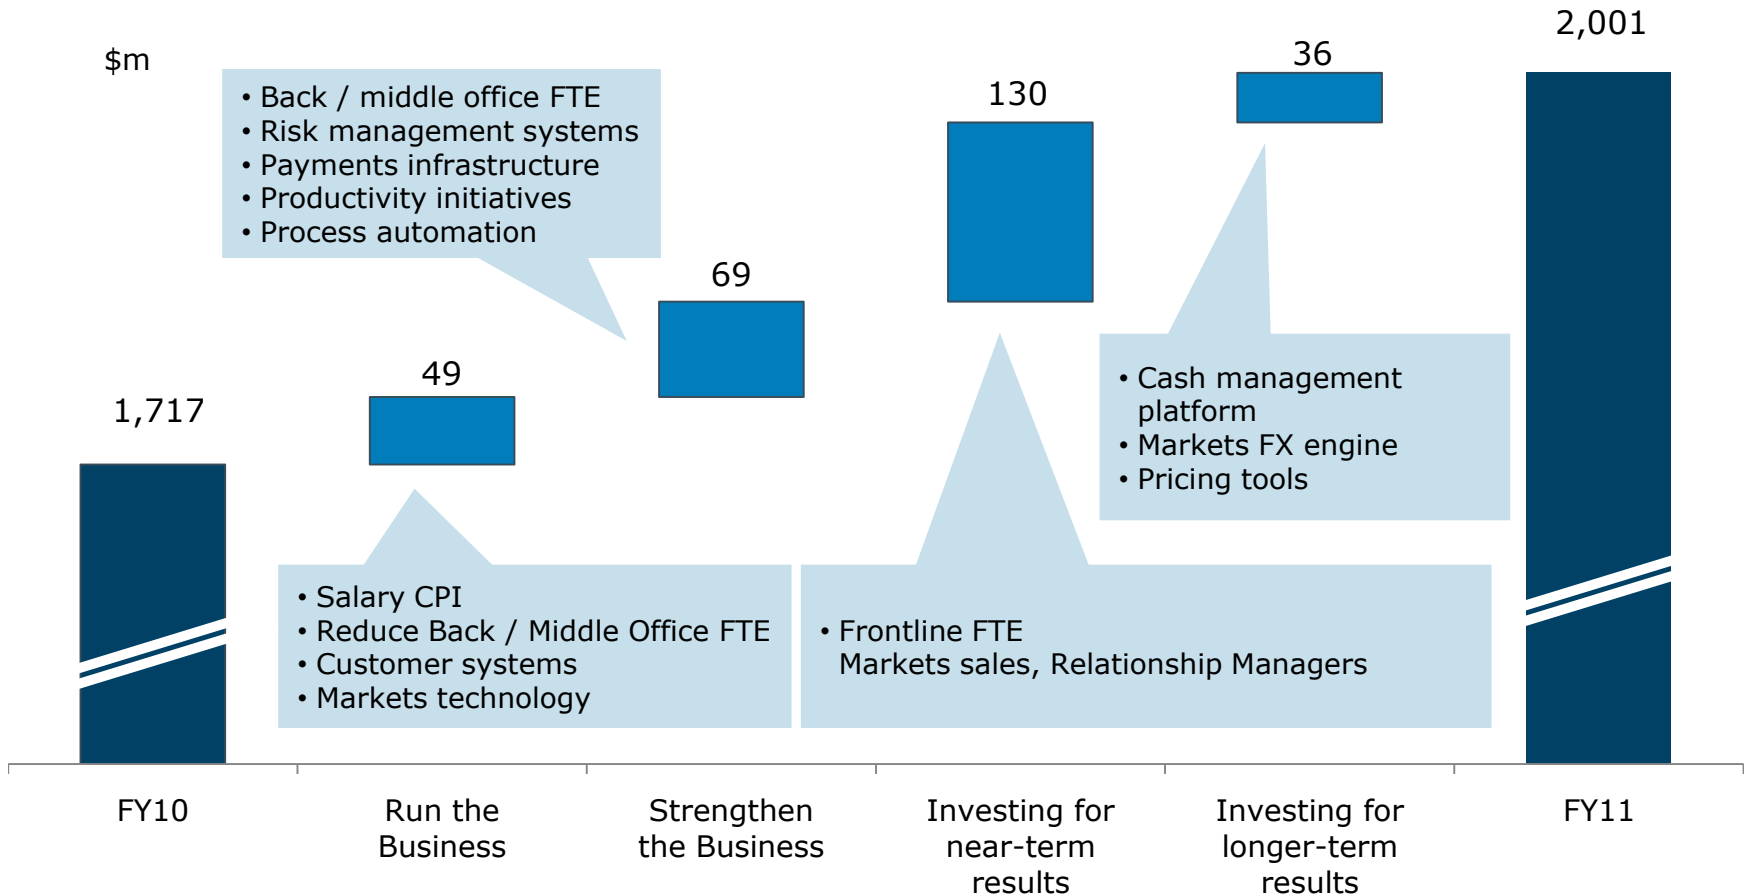 $m
1,717
• Back / middle office FTE
• Risk management systems
• Payments infrastructure
• Productivity initiatives
• Process automation
49
• Salary CPI
• Reduce Back / Middle Office FTE
• Customer systems
• Markets technology
69
130
• Frontline FTE
Markets sales, Relationship Managers
36
• Cash management
platform
• Markets FX engine
• Pricing tools
2,001
FY10
Run the
Business
Strengthen
the Business
Investing for
near-term
results
Investing for
longer-term
results
FY11